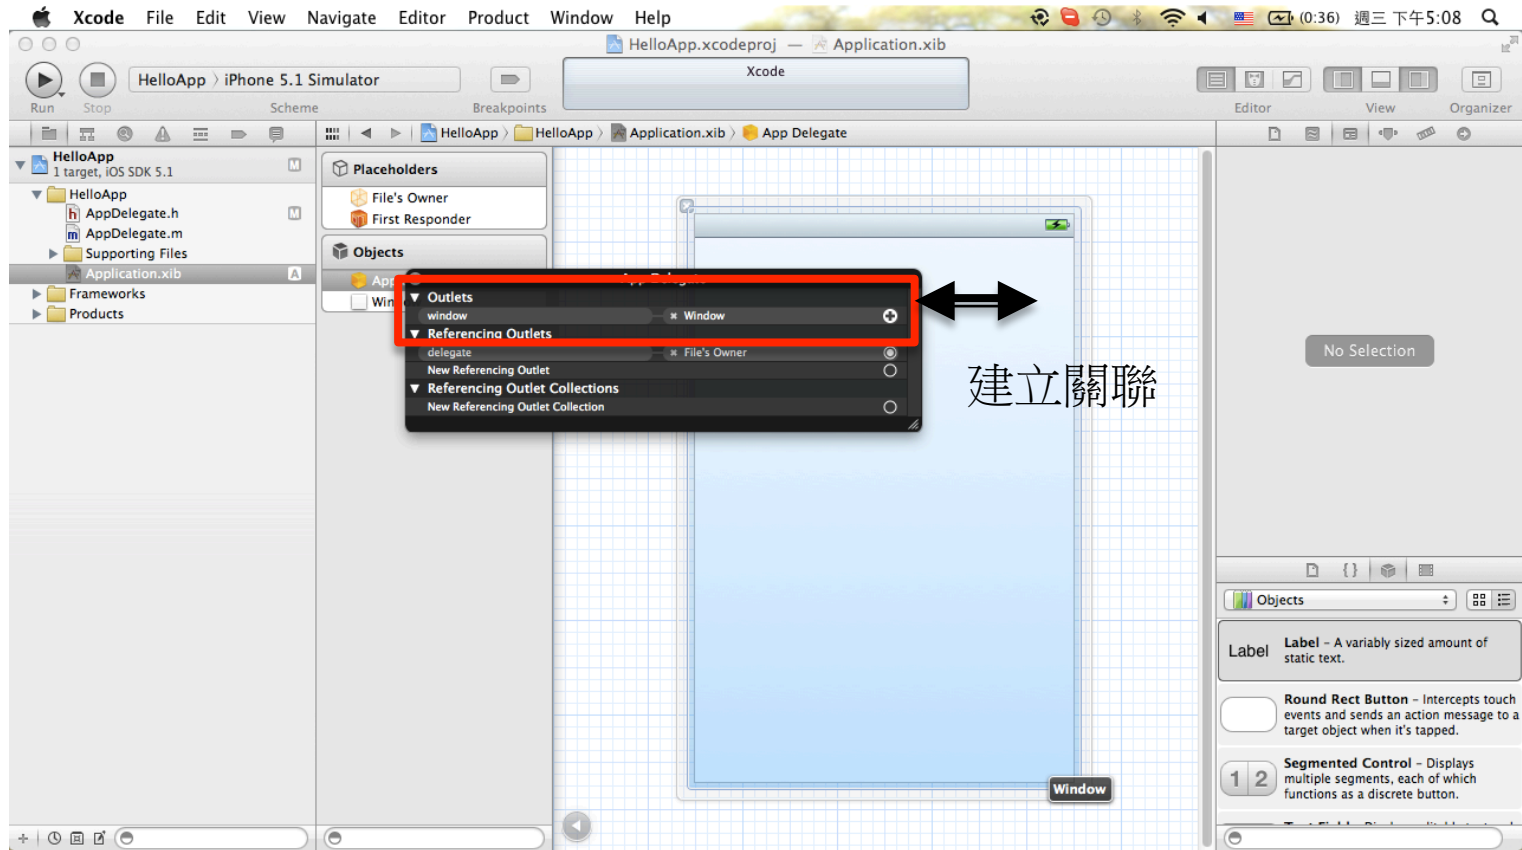 Xcode File Edit View Navigate Editor Product Window Help (0:36) 週三 下午5:08
HelloApp.xcodeproj — Application.xib
HelloApp 〉 iPhone 5.1 Simulator
Xcode
Run Stop Scheme Breakpoints Editor View Organizer
HelloApp 〉 HelloApp 〉 Application.xib 〉 App Delegate
HelloApp M
1 target, iOS SDK 5.1
HelloApp
h AppDelegate.h M
m AppDelegate.m
Supporting Files
Application.xib A
Frameworks
Products
Placeholders
File's Owner
First Responder
Objects
App
Win
App Delegate
Outlets
window Window
Referencing Outlets
delegate File's Owner
New Referencing Outlet
Referencing Outlet Collections
New Referencing Outlet Collection
建立關聯
Window
No Selection
Objects
Label Label – A variably sized amount of
static text.
Round Rect Button – Intercepts touch
events and sends an action message to a
target object when it's tapped.
1 2 Segmented Control – Displays
multiple segments, each of which
functions as a discrete button.